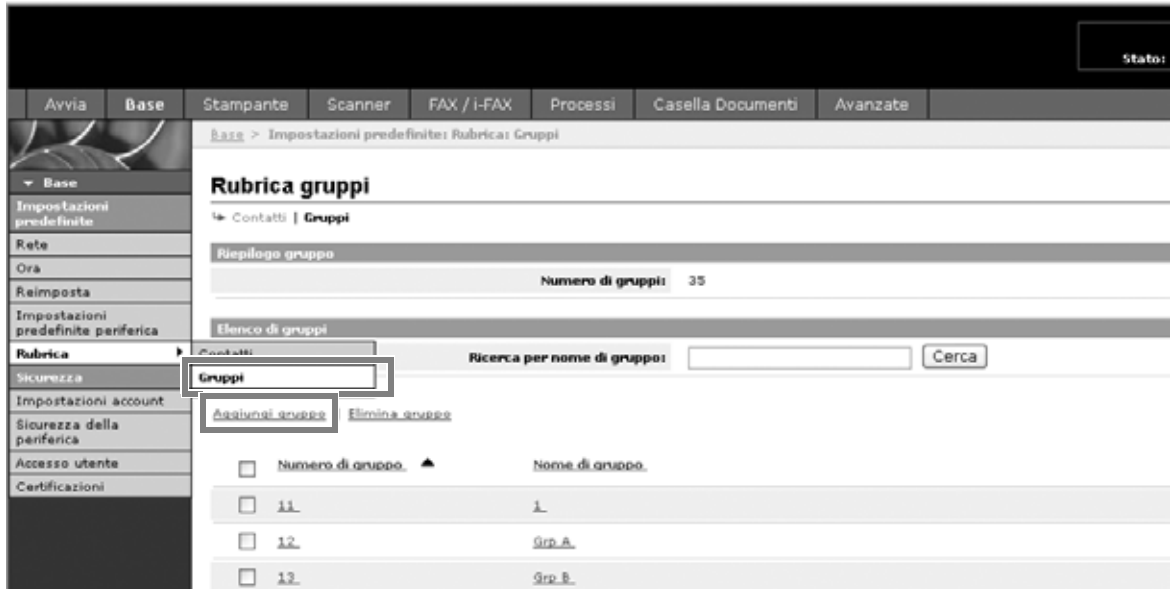 Stato:
Avvia Base Stampante Scanner FAX / i-FAX Processi Casella Documenti Avanzate
Base > Impostazioni predefinite: Rubrica: Gruppi
Base
Impostazioni
predefinite
Rete
Ora
Reimposta
Impostazioni
predefinite periferica
Rubrica
Sicurezza
Impostazioni account
Sicurezza della
periferica
Accesso utente
Certificazioni
Contatti
Gruppi
Rubrica gruppi
Contatti | Gruppi
Riepilogo gruppo
Numero di gruppi: 35
Elenco di gruppi
Ricerca per nome di gruppo: Cerca
Aggiungi gruppo | Elimina gruppo
Numero di gruppo Nome di gruppo
11 1
12 Grp A
13 Grp B